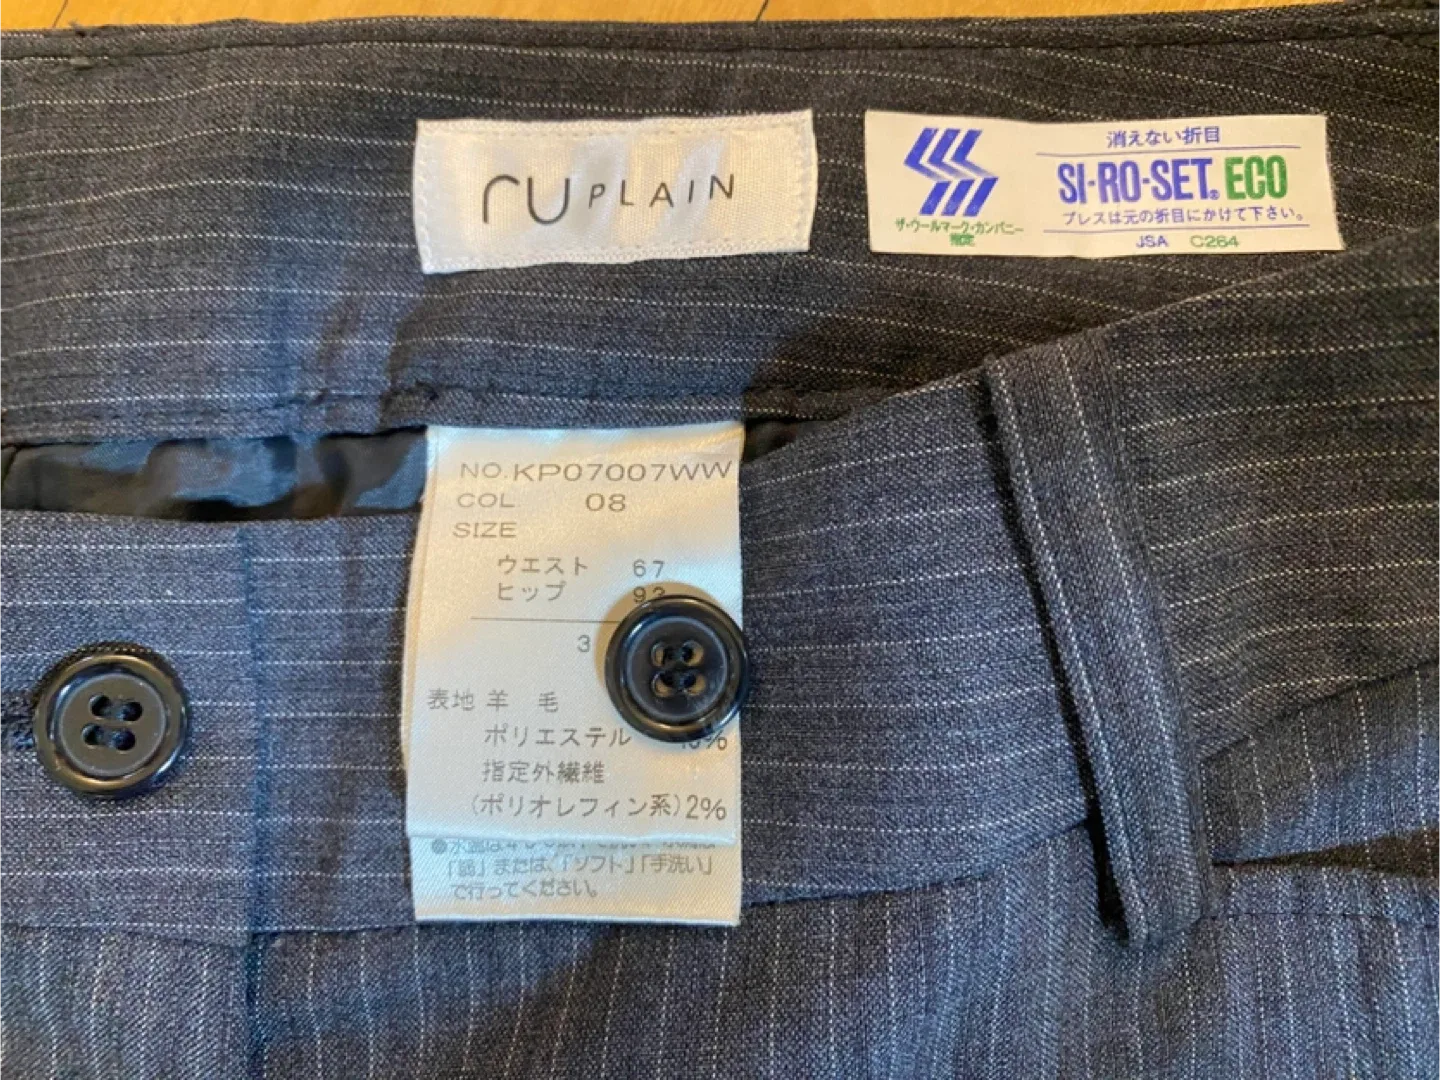 ru PLAIN
消えない折目
SI-RO-SET® ECO
プレスは元の折目にかけて下さい。
ザ・ウールマーク・カンパニー
指定
JSA C264
NO. KP07007WW
COL 08
SIZE
ウエスト 67
ヒップ 92
3
表地 羊 毛
ポリエステル
指定外繊維
(ポリオレフィン系)2%
「弱」または、「ソフト」「手洗い」
で行ってください。